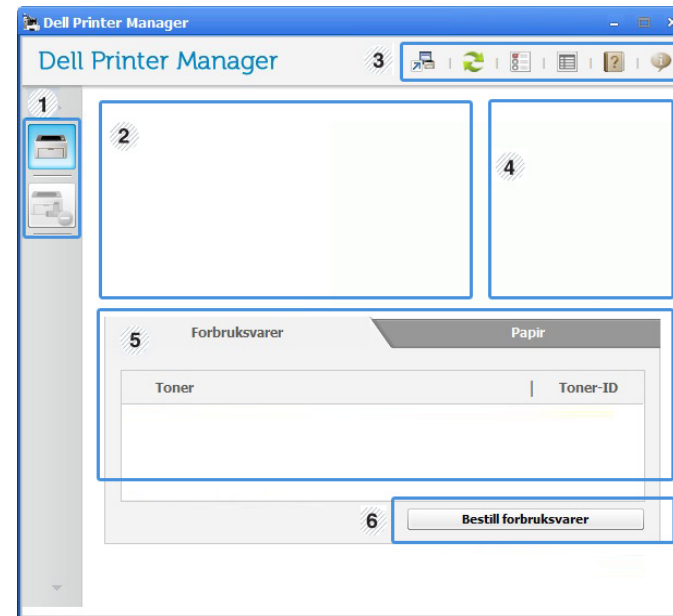 Dell Printer Manager
Dell Printer Manager
3
1
2
4
5
Forbruksvarer
Papir
Toner
Toner-ID
6
Bestill forbruksvarer